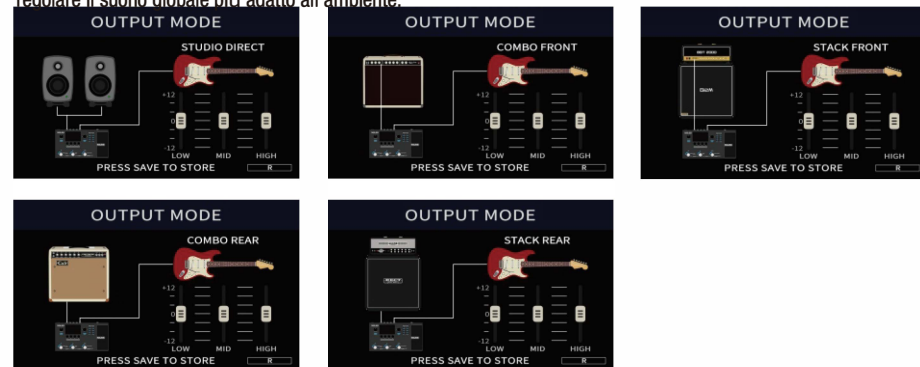 regolare il suono globale più adatto all'ambiente.
OUTPUT MODE
STUDIO DIRECT
+12
0
-12
LOW MID HIGH
PRESS SAVE TO STORE R
OUTPUT MODE
COMBO FRONT
+12
0
-12
LOW MID HIGH
PRESS SAVE TO STORE R
OUTPUT MODE
STACK FRONT
+12
0
-12
LOW MID HIGH
PRESS SAVE TO STORE R
OUTPUT MODE
COMBO REAR
+12
0
-12
LOW MID HIGH
PRESS SAVE TO STORE R
OUTPUT MODE
STACK REAR
+12
0
-12
LOW MID HIGH
PRESS SAVE TO STORE R